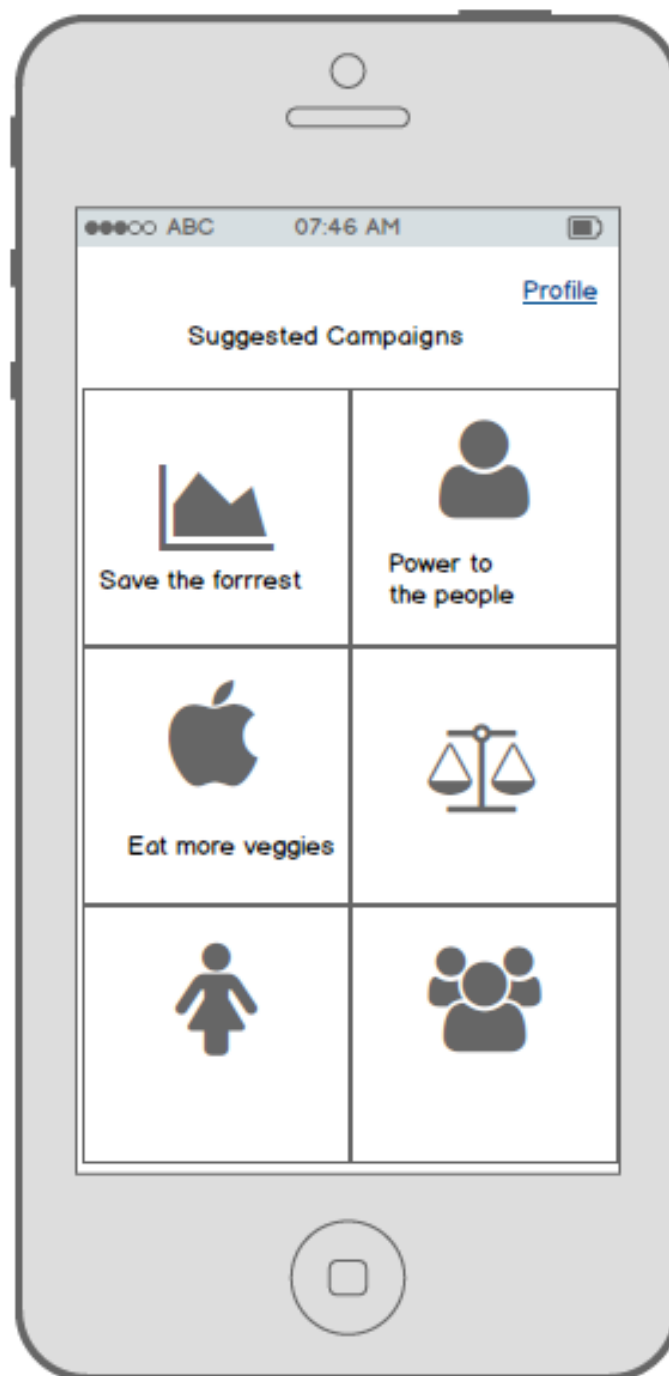 ABC 07:46 AM
Profile
Suggested Campaigns
Save the forrrest
Power to
the people
Eat more veggies